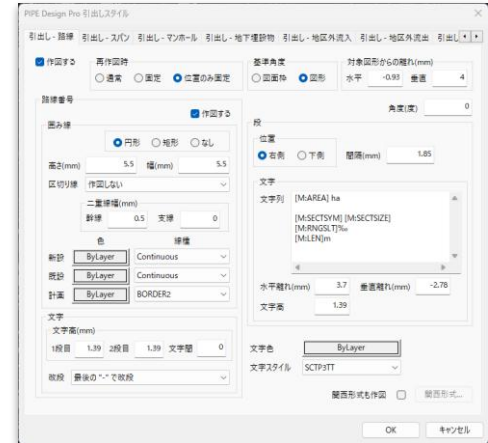 PIPE Design Pro 引出しスタイル
引出し - 路線 引出し - スパン 引出し - マンホール 引出し - 地下埋設物 引出し - 地区外流入 引出し - 地区外流出 引出し
作図する
再作図時
通常 固定 位置のみ固定
基準角度
図面枠 図形
対象図形からの離れ(mm)
水平 -0.93 垂直 4
角度(度) 0
路線番号
作図する
囲み線
円形 矩形 なし
高さ(mm) 5.5 幅(mm) 5.5
区切り線 作図しない
二重線幅(mm)
幹線 0.5 支線 0
色 線種
新設 ByLayer Continuous
既設 ByLayer Continuous
計画 ByLayer BORDER2
文字
文字高(mm)
1段目 1.39 2段目 1.39 文字間 0
改段 最後の "-" で改段
段
位置
右側 下側 間隔(mm) 1.85
文字
文字列 [M:AREA] ha
[M:SECTSYM] [M:SECTSIZE]
[M:RNGSLT]‰
[M:LEN]m
水平離れ(mm) 3.7 垂直離れ(mm) -2.78
文字高 1.39
文字色 ByLayer
文字スタイル SCTP3TT
関西形式も作図 関西形式...
OK キャンセル